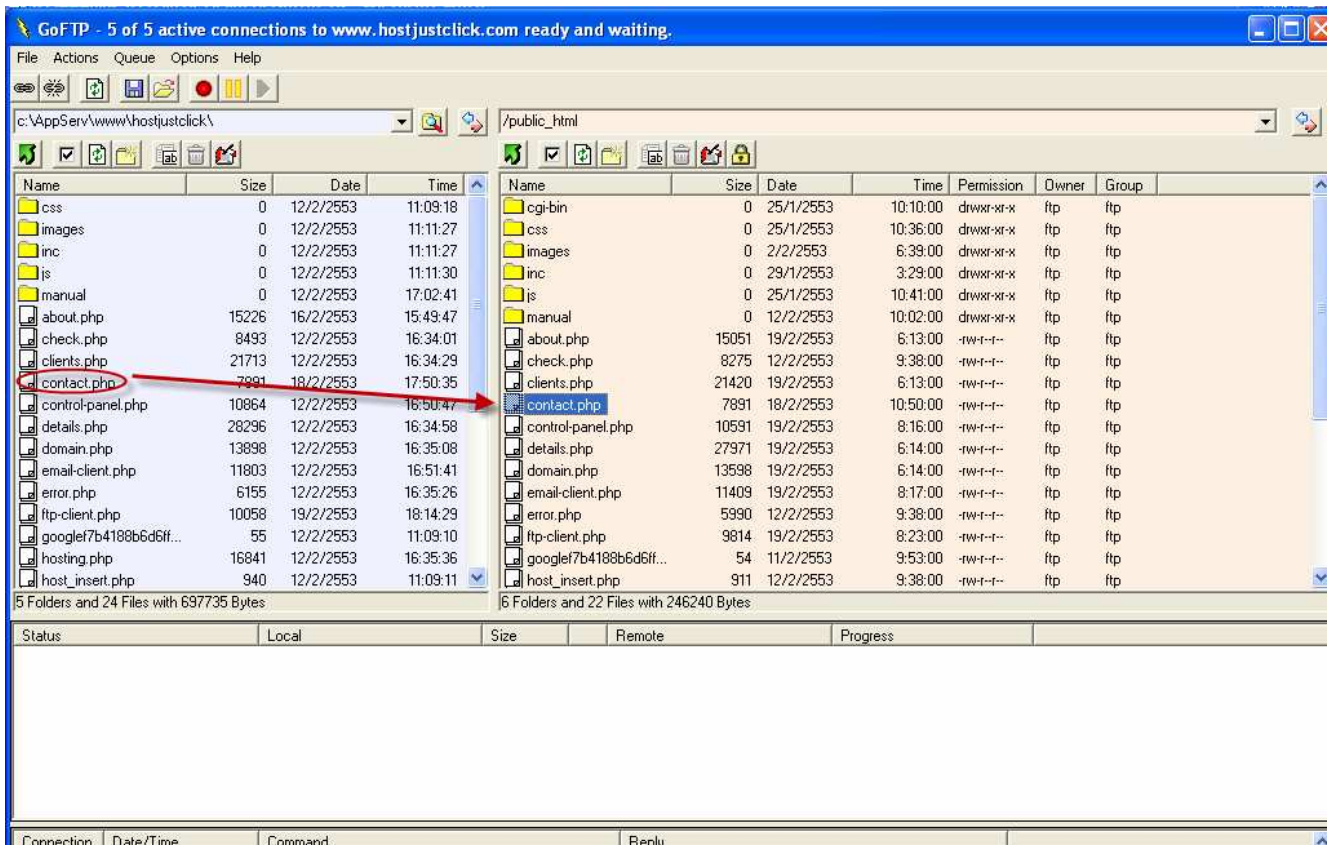 GoFTP - 5 of 5 active connections to www.hostjustclick.com ready and waiting.
File Actions Queue Options Help
c:\AppServ\www\hostjustclick\
/public_html
Name Size Date Time
css 0 12/2/2553 11:09:18
images 0 12/2/2553 11:11:27
inc 0 12/2/2553 11:11:27
js 0 12/2/2553 11:11:30
manual 0 12/2/2553 17:02:41
about.php 15226 16/2/2553 15:49:47
check.php 8493 12/2/2553 16:34:01
clients.php 21713 12/2/2553 16:34:29
contact.php 7891 18/2/2553 17:50:35
control-panel.php 10864 12/2/2553 16:50:47
details.php 28296 12/2/2553 16:34:58
domain.php 13898 12/2/2553 16:35:08
email-client.php 11803 12/2/2553 16:51:41
error.php 6155 12/2/2553 16:35:26
ftp-client.php 10058 19/2/2553 18:14:29
googlef7b4188b6d6ff... 55 12/2/2553 11:09:10
hosting.php 16841 12/2/2553 16:35:36
host_insert.php 940 12/2/2553 11:09:11
5 Folders and 24 Files with 697735 Bytes
Name Size Date Time Permission Owner Group
cgi-bin 0 25/1/2553 10:10:00 drwxr-xr-x ftp ftp
css 0 25/1/2553 10:36:00 drwxr-xr-x ftp ftp
images 0 2/2/2553 6:39:00 drwxr-xr-x ftp ftp
inc 0 29/1/2553 3:29:00 drwxr-xr-x ftp ftp
js 0 25/1/2553 10:41:00 drwxr-xr-x ftp ftp
manual 0 12/2/2553 10:02:00 drwxr-xr-x ftp ftp
about.php 15051 19/2/2553 6:13:00 -rw-r--r-- ftp ftp
check.php 8275 12/2/2553 9:38:00 -rw-r--r-- ftp ftp
clients.php 21420 19/2/2553 6:13:00 -rw-r--r-- ftp ftp
contact.php 7891 18/2/2553 10:50:00 -rw-r--r-- ftp ftp
control-panel.php 10591 19/2/2553 8:16:00 -rw-r--r-- ftp ftp
details.php 27971 19/2/2553 6:14:00 -rw-r--r-- ftp ftp
domain.php 13598 19/2/2553 6:14:00 -rw-r--r-- ftp ftp
email-client.php 11409 19/2/2553 8:17:00 -rw-r--r-- ftp ftp
error.php 5990 12/2/2553 9:38:00 -rw-r--r-- ftp ftp
ftp-client.php 9814 19/2/2553 8:23:00 -rw-r--r-- ftp ftp
googlef7b4188b6d6ff... 54 11/2/2553 9:53:00 -rw-r--r-- ftp ftp
host_insert.php 911 12/2/2553 9:38:00 -rw-r--r-- ftp ftp
6 Folders and 22 Files with 246240 Bytes
Status Local Size Remote Progress
Connection Date/Time Command Reply